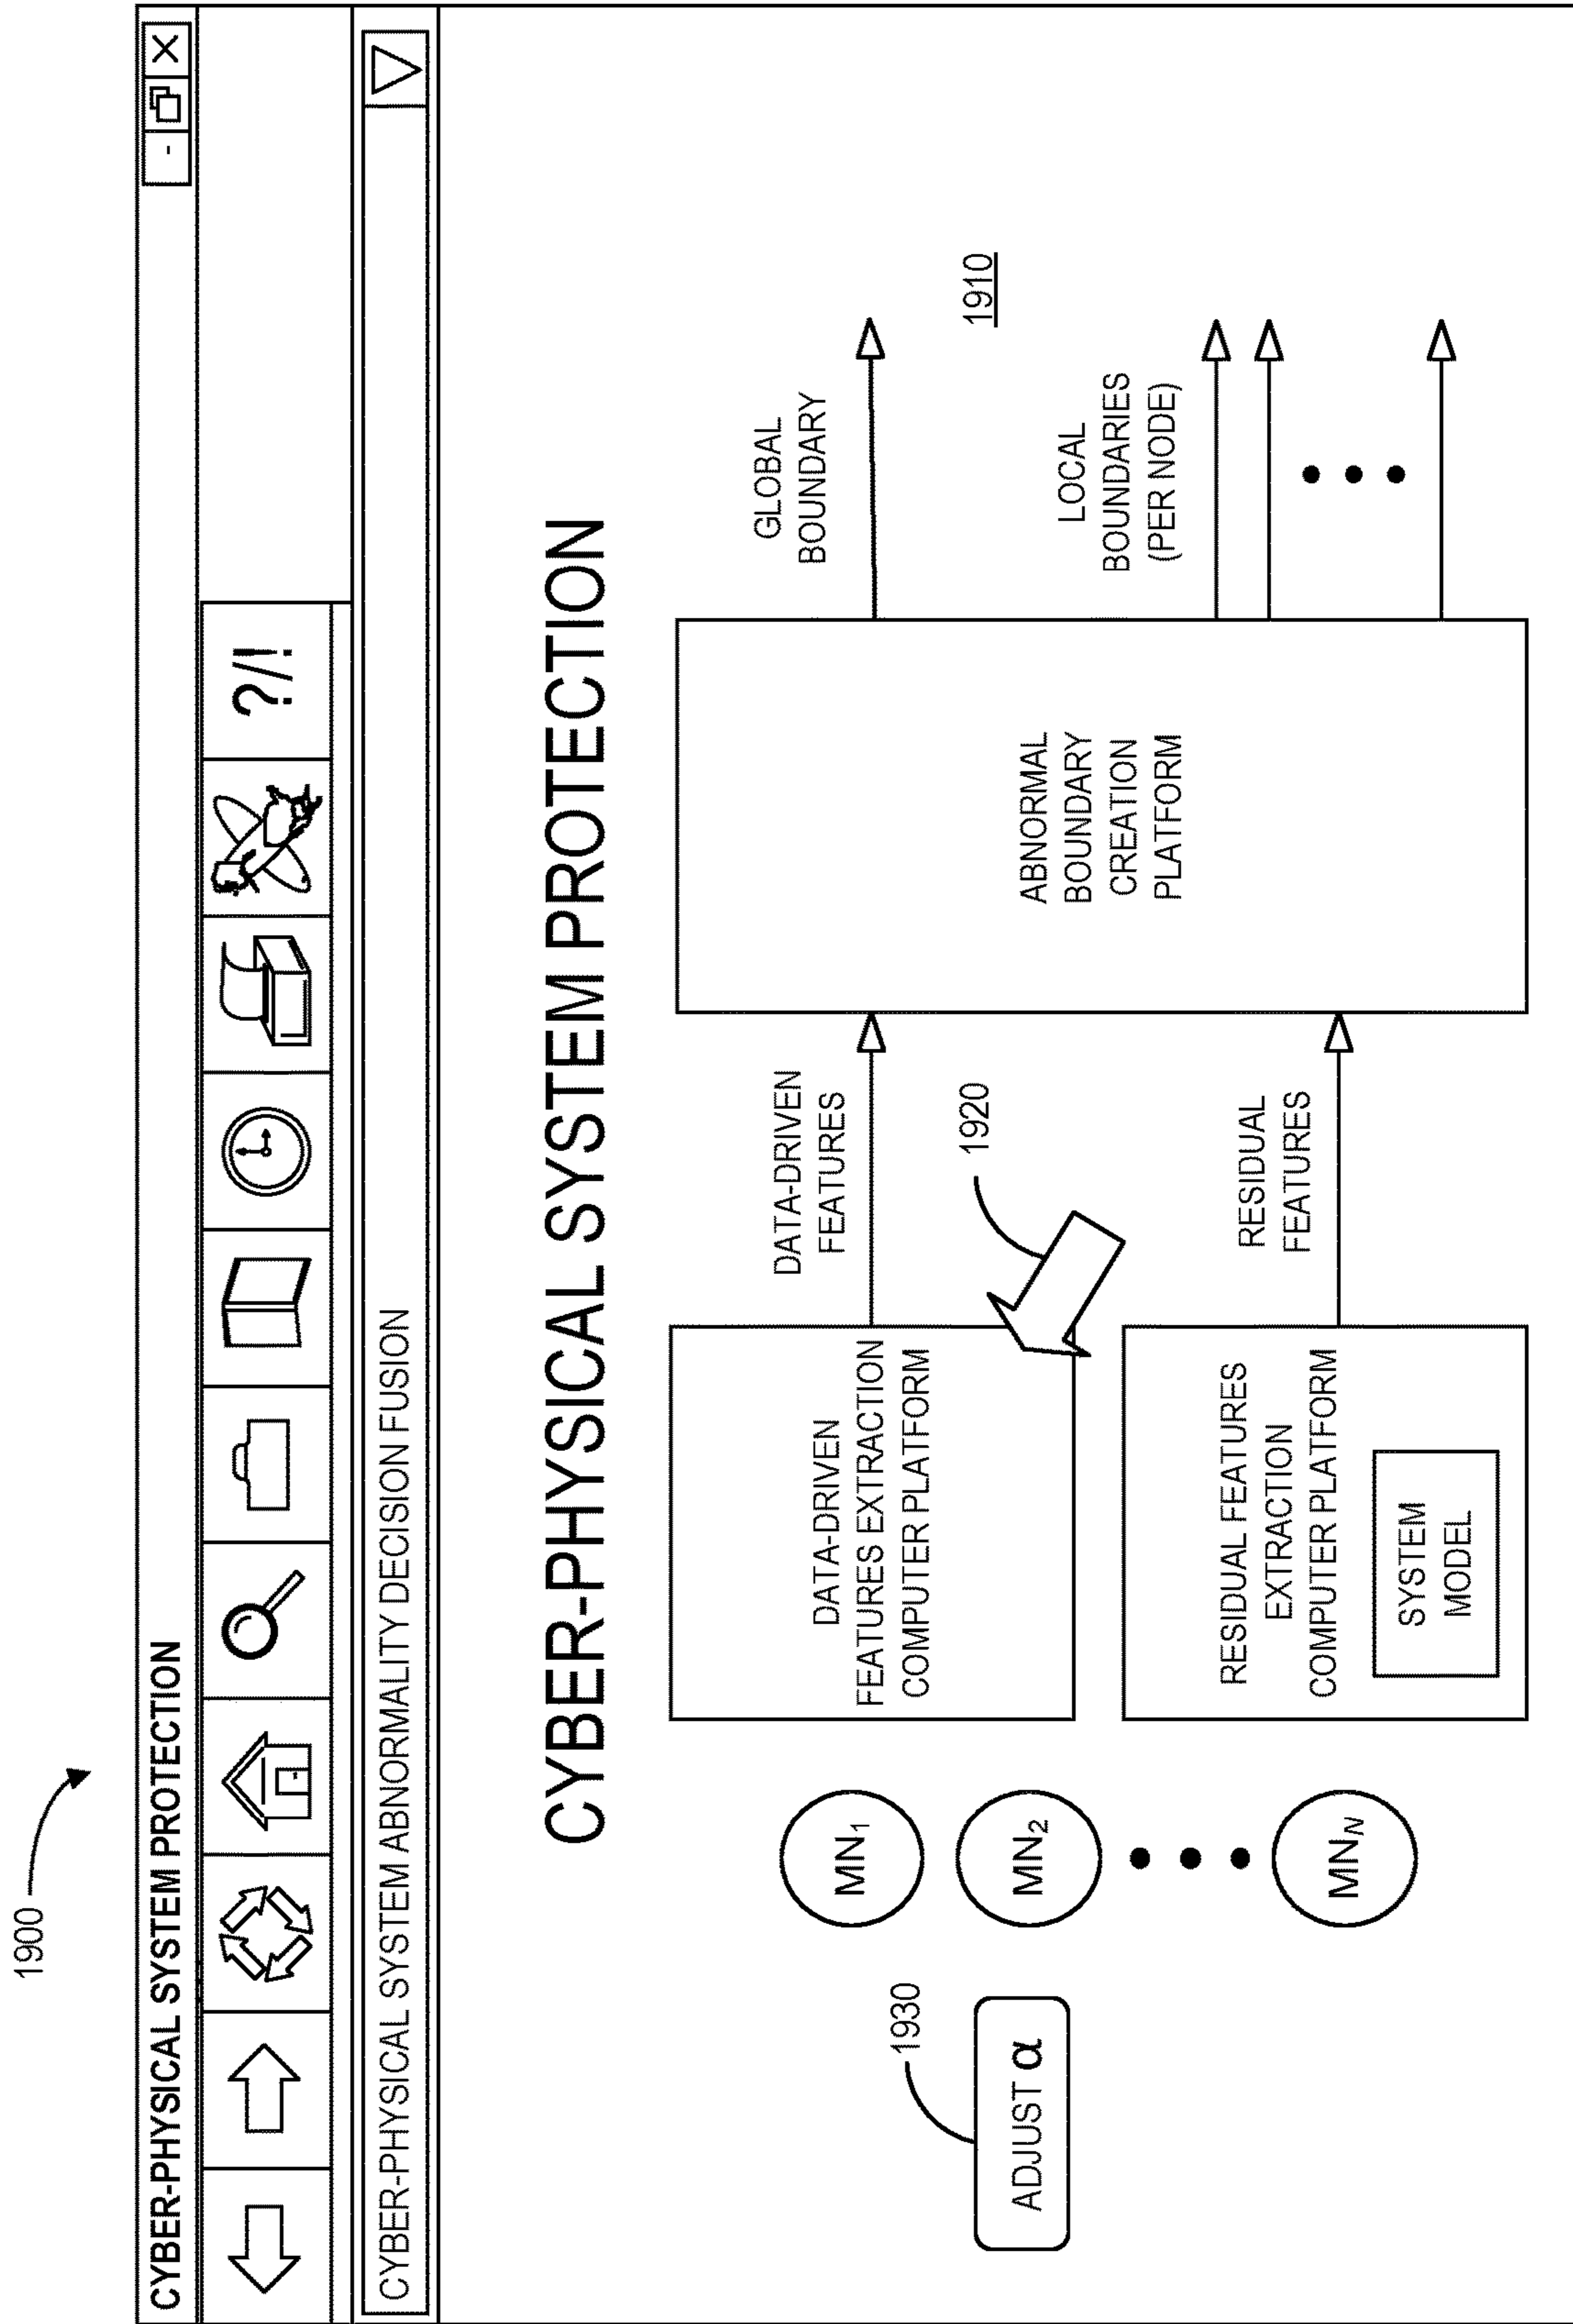 1900
CYBER-PHYSICAL SYSTEM PROTECTION
- X
?/!
CYBER-PHYSICAL SYSTEM ABNORMALITY DECISION FUSION
CYBER-PHYSICAL SYSTEM PROTECTION
1930
ADJUST α
MN1
MN2
MNN
DATA-DRIVEN
FEATURES EXTRACTION
COMPUTER PLATFORM
RESIDUAL FEATURES
EXTRACTION
COMPUTER PLATFORM
SYSTEM
MODEL
DATA-DRIVEN
FEATURES
1920
RESIDUAL
FEATURES
ABNORMAL
BOUNDARY
CREATION
PLATFORM
GLOBAL
BOUNDARY
1910
LOCAL
BOUNDARIES
(PER NODE)